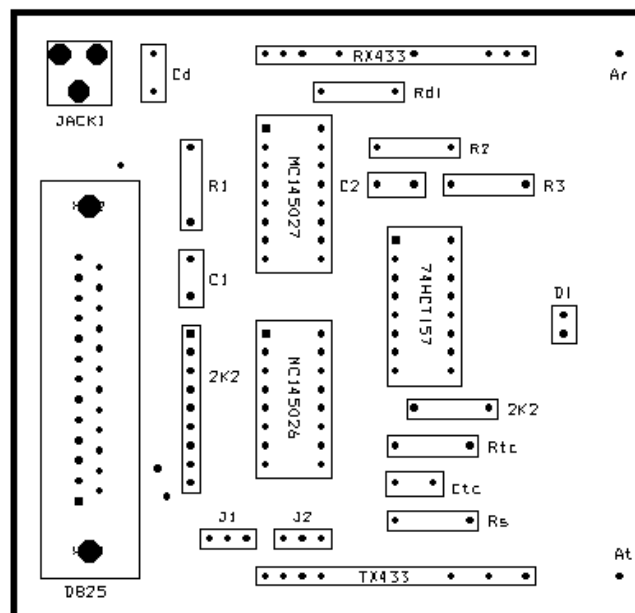 RX433
Cd
Ar
Rd1
JACK1
R2
MC145027
R1
C2
R3
74HCT157
C1
D1
2K2
MC145026
2K2
Rtc
Ctc
J1
J2
Rs
At
TX433
DB25